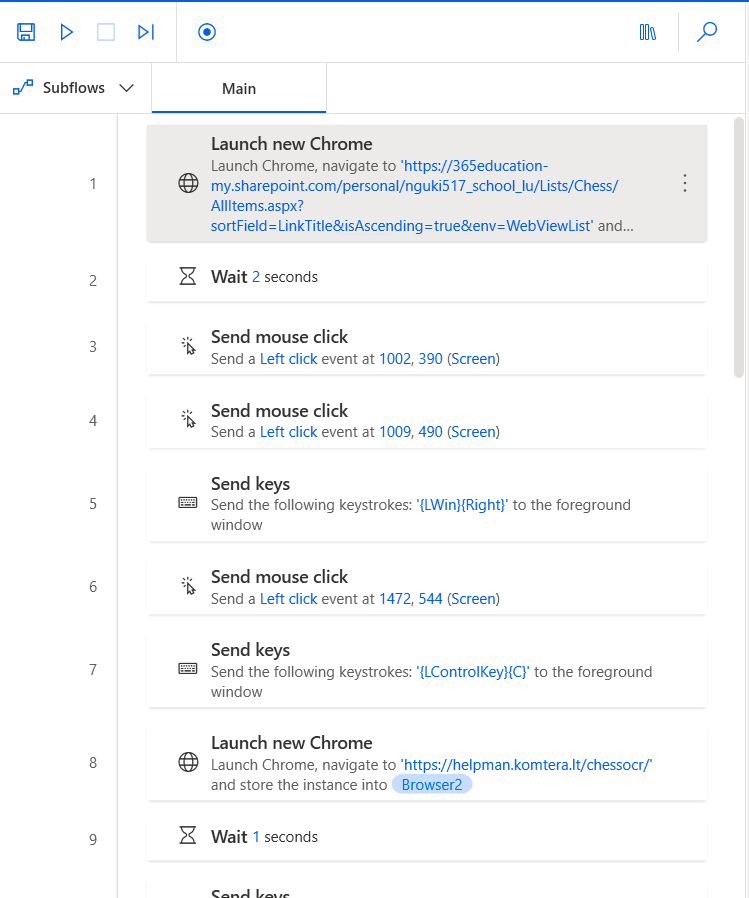 Subflows
Main
1
Launch new Chrome
Launch Chrome, navigate to 'https://365education-
my.sharepoint.com/personal/nguki517_school_lu/Lists/Chess/
AllItems.aspx?
sortField=LinkTitle&isAscending=true&env=WebViewList' and...
2
Wait 2 seconds
3
Send mouse click
Send a Left click event at 1002, 390 (Screen)
4
Send mouse click
Send a Left click event at 1009, 490 (Screen)
5
Send keys
Send the following keystrokes: '{LWin}{Right}' to the foreground
window
6
Send mouse click
Send a Left click event at 1472, 544 (Screen)
7
Send keys
Send the following keystrokes: '{LControlKey}{C}' to the foreground
window
8
Launch new Chrome
Launch Chrome, navigate to 'https://helpman.komtera.lt/chessocr/'
and store the instance into Browser2
9
Wait 1 seconds
Send keys